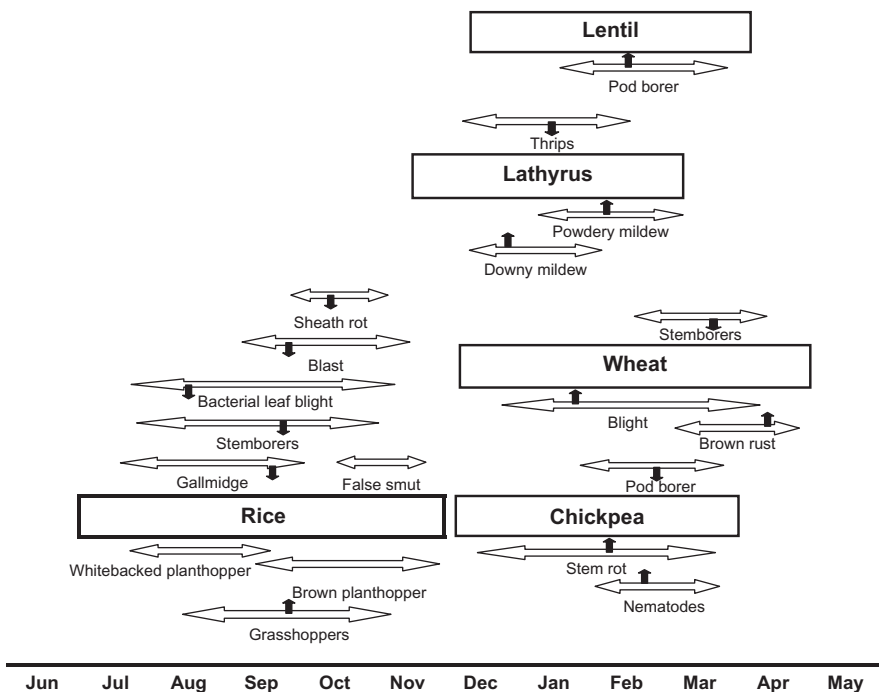 Lentil
Pod borer
Thrips
Lathyrus
Powdery mildew
Downy mildew
Sheath rot
Stemborers
Blast
Wheat
Bacterial leaf blight
Blight
Stemborers
Brown rust
Gallmidge
False smut
Pod borer
Rice
Chickpea
Whitebacked planthopper
Stem rot
Brown planthopper
Nematodes
Grasshoppers
Jun Jul Aug Sep Oct Nov Dec Jan Feb Mar Apr May